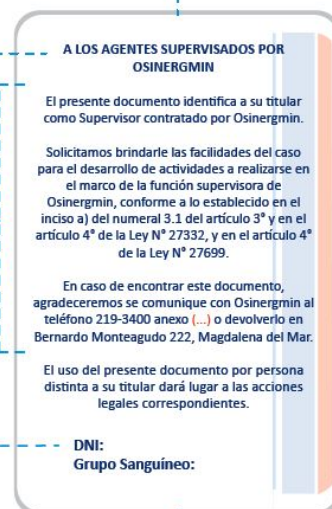 A LOS AGENTES SUPERVISADOS POR
OSINERGMIN
El presente documento identifica a su titular
como Supervisor contratado por Osinergmin.
Solicitamos brindarle las facilidades del caso
para el desarrollo de actividades a realizarse en
el marco de la función supervisora de
Osinergmin, conforme a lo establecido en el
inciso a) del numeral 3.1 del artículo 3° y en el
artículo 4° de la Ley N° 27332, y en el artículo 4°
de la Ley N° 27699.
En caso de encontrar este documento,
agradeceremos se comunique con Osinergmin al
teléfono 219-3400 anexo (...) o devolverlo en
Bernardo Monteagudo 222, Magdalena del Mar.
El uso del presente documento por persona
distinta a su titular dará lugar a las acciones
legales correspondientes.
DNI:
Grupo Sanguíneo: